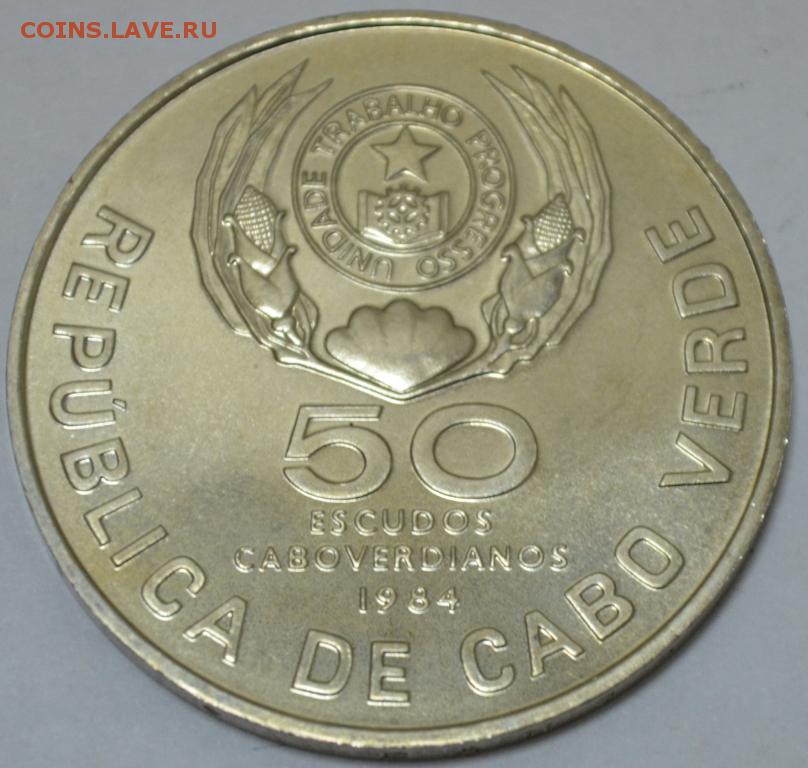 COINS.LAVE.RU
UNIDADE TRABALHO PROGRESSO
50
ESCUDOS
CABOVERDIANOS
1984
REPÚBLICA DE CABO VERDE